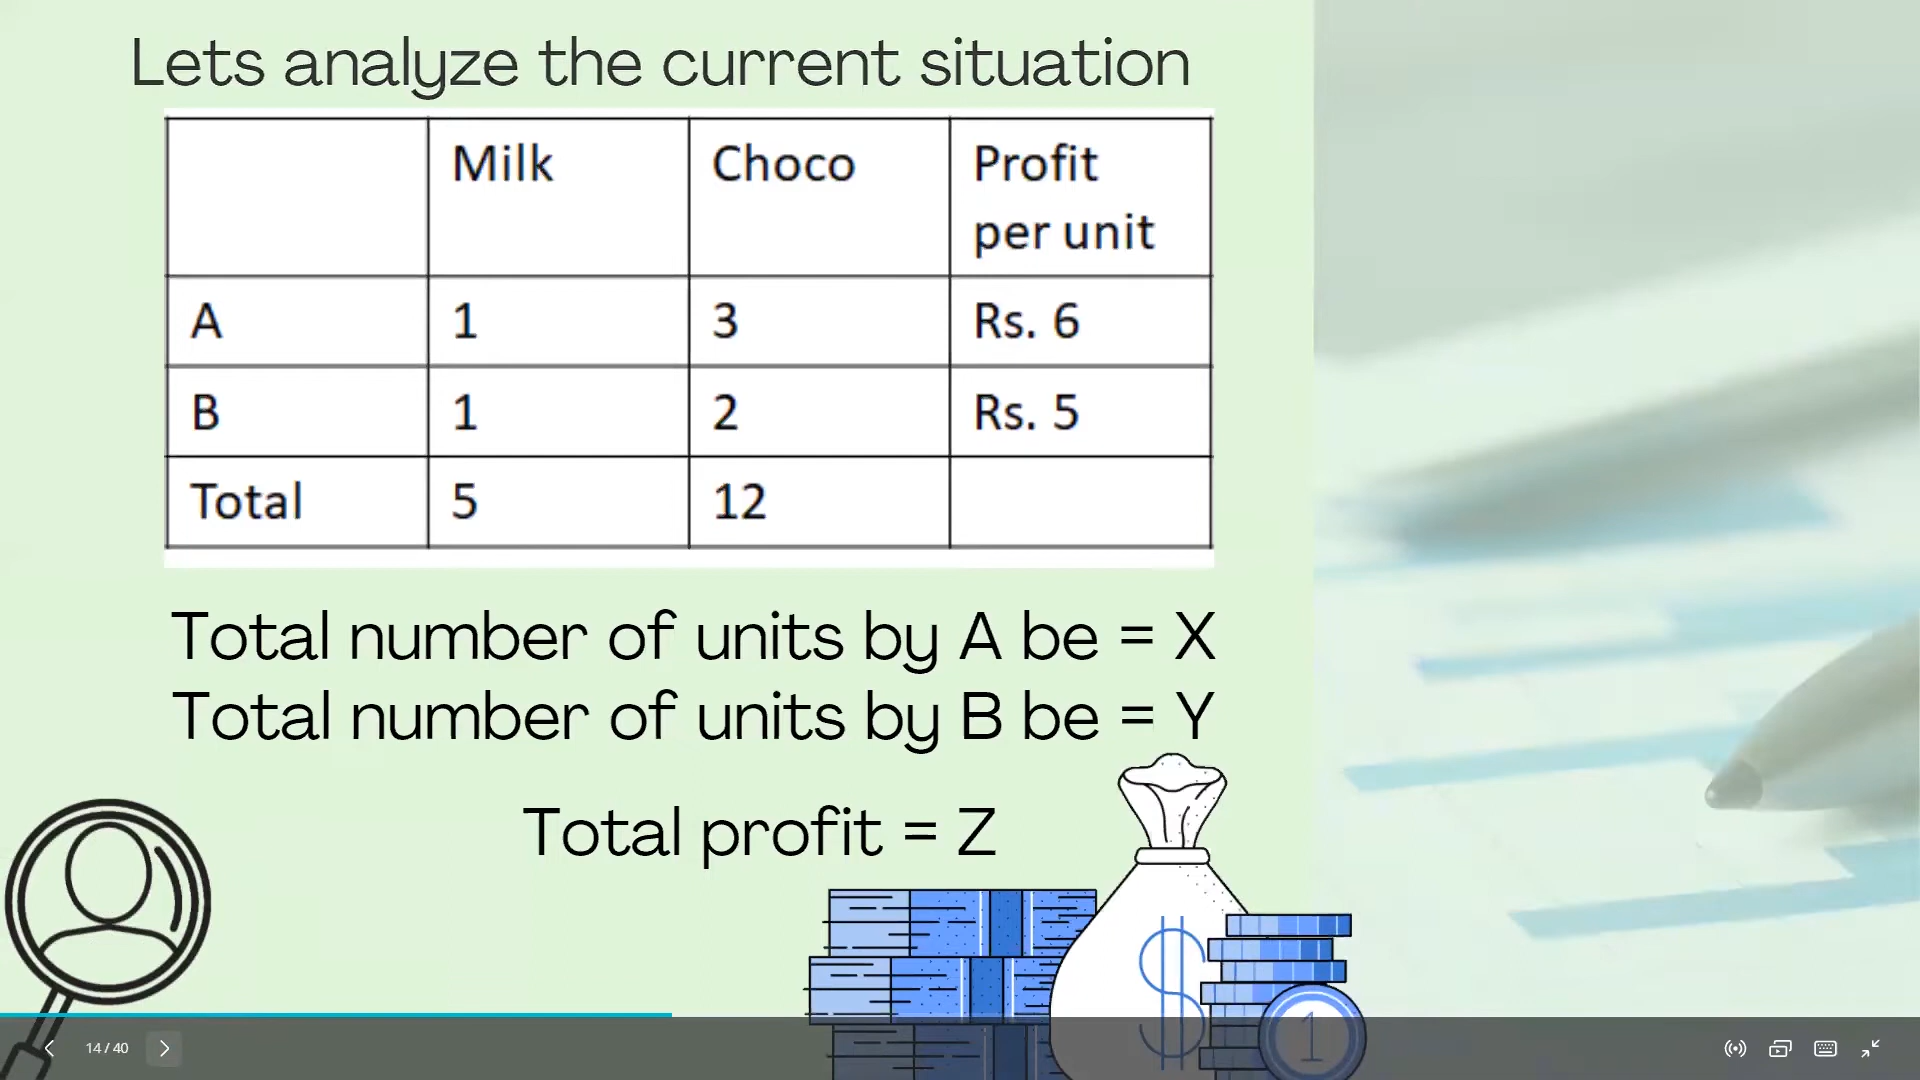 Lets analyze the current situation
Milk Choco Profit per unit
A 1 3 Rs. 6
B 1 2 Rs. 5
Total 5 12
Total number of units by A be = X
Total number of units by B be = Y
Total profit = Z
$
1
14 / 40